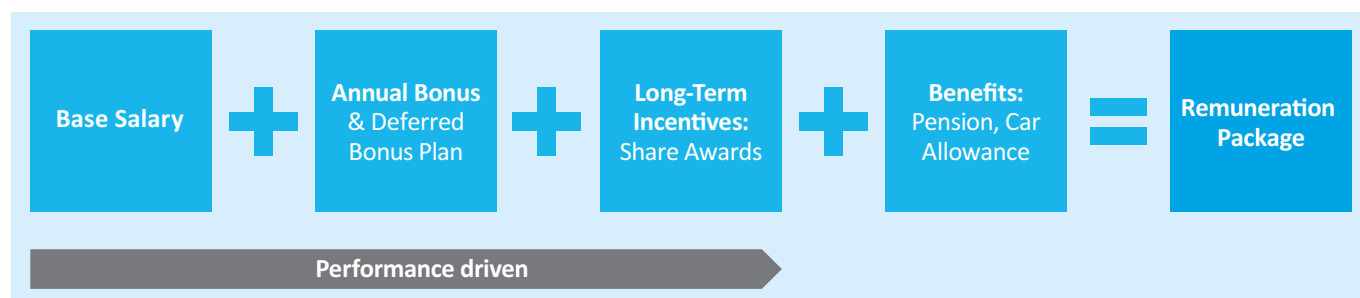 Base Salary
Annual Bonus
& Deferred
Bonus Plan
Long-Term
Incentives:
Share Awards
Benefits:
Pension, Car
Allowance
Remuneration
Package
Performance driven